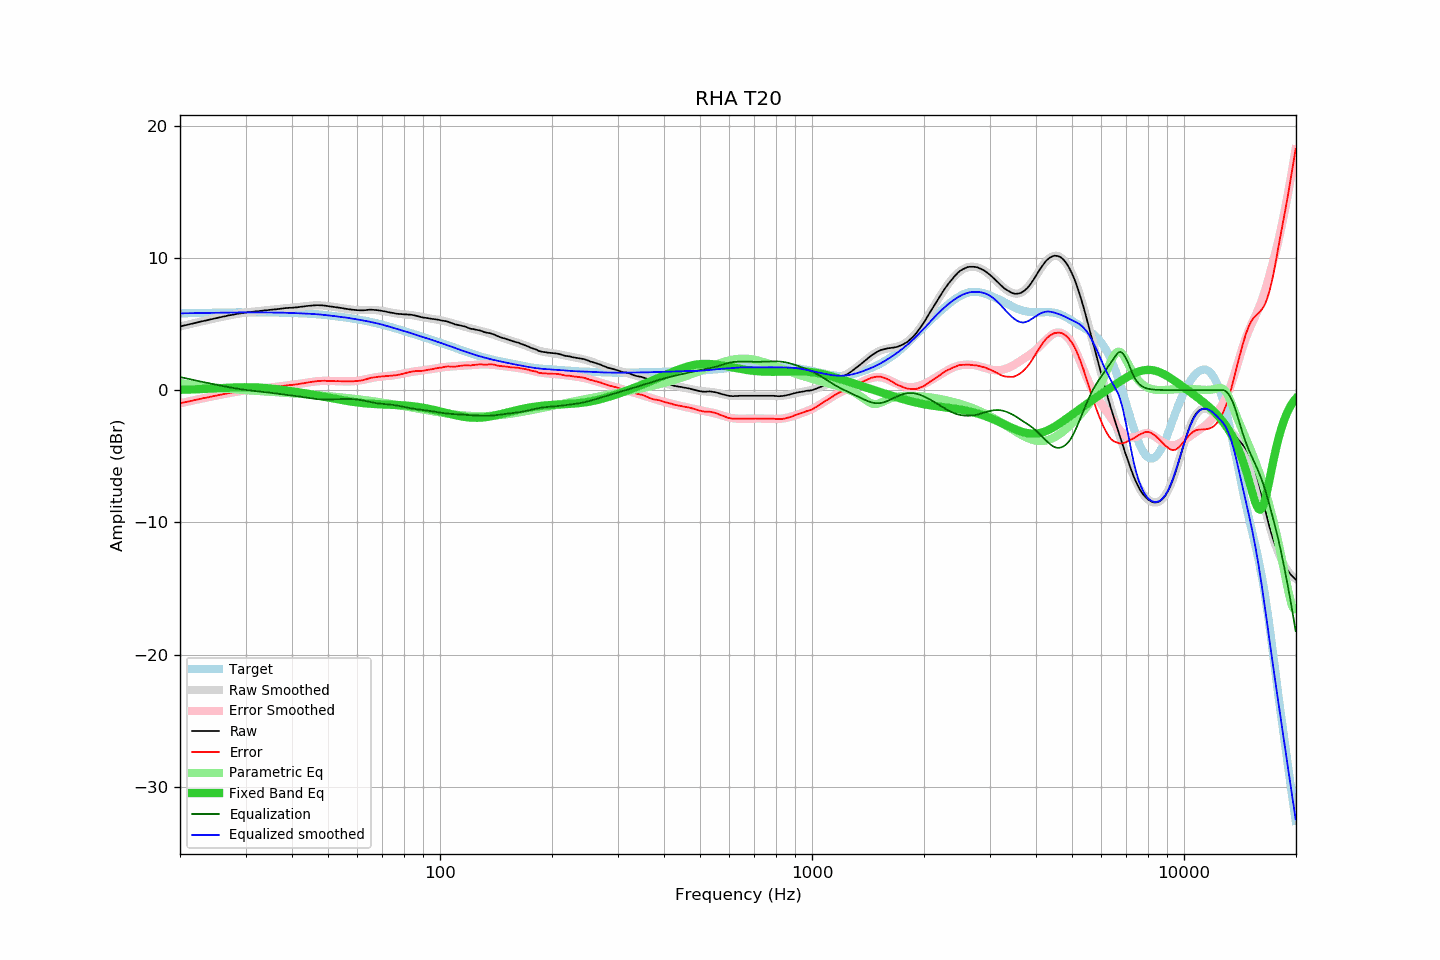 RHA T20
Amplitude (dBr)
20
10
0
−10
−20
−30
Target
Raw Smoothed
Error Smoothed
Raw
Error
Parametric Eq
Fixed Band Eq
Equalization
Equalized smoothed
100
1000
10000
Frequency (Hz)